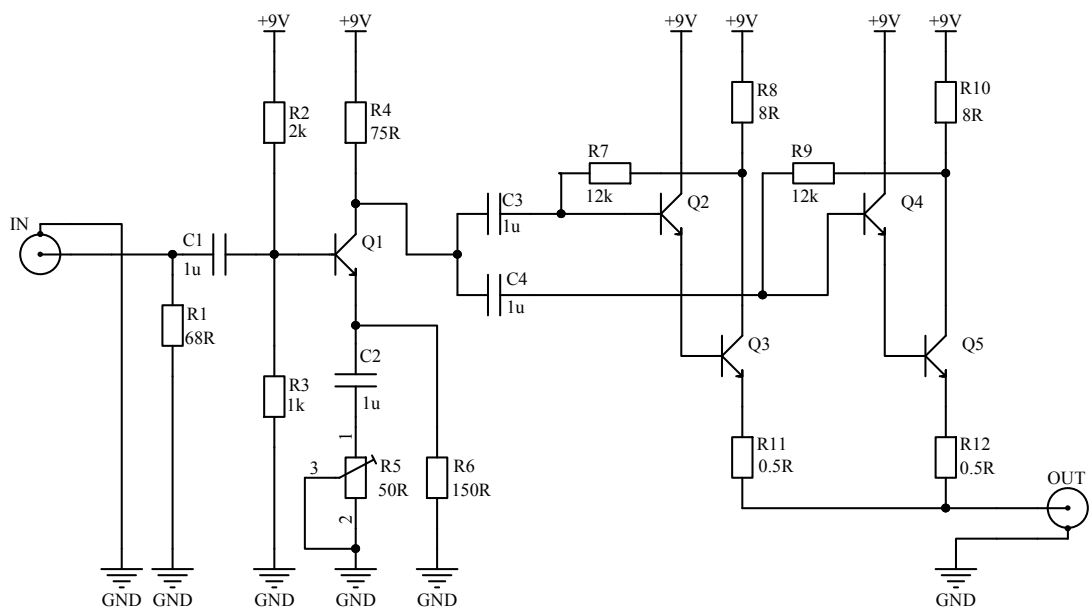 +9V
+9V
+9V
+9V
+9V
+9V
R2
2k
R4
75R
R8
8R
R10
8R
R7
12k
R9
12k
IN
C1
1u
Q1
C3
1u
Q2
Q4
C4
1u
R1
68R
Q3
Q5
C2
1u
R3
1k
1
R5
50R
3
2
R6
150R
R11
0.5R
R12
0.5R
OUT
GND
GND
GND
GND
GND
GND